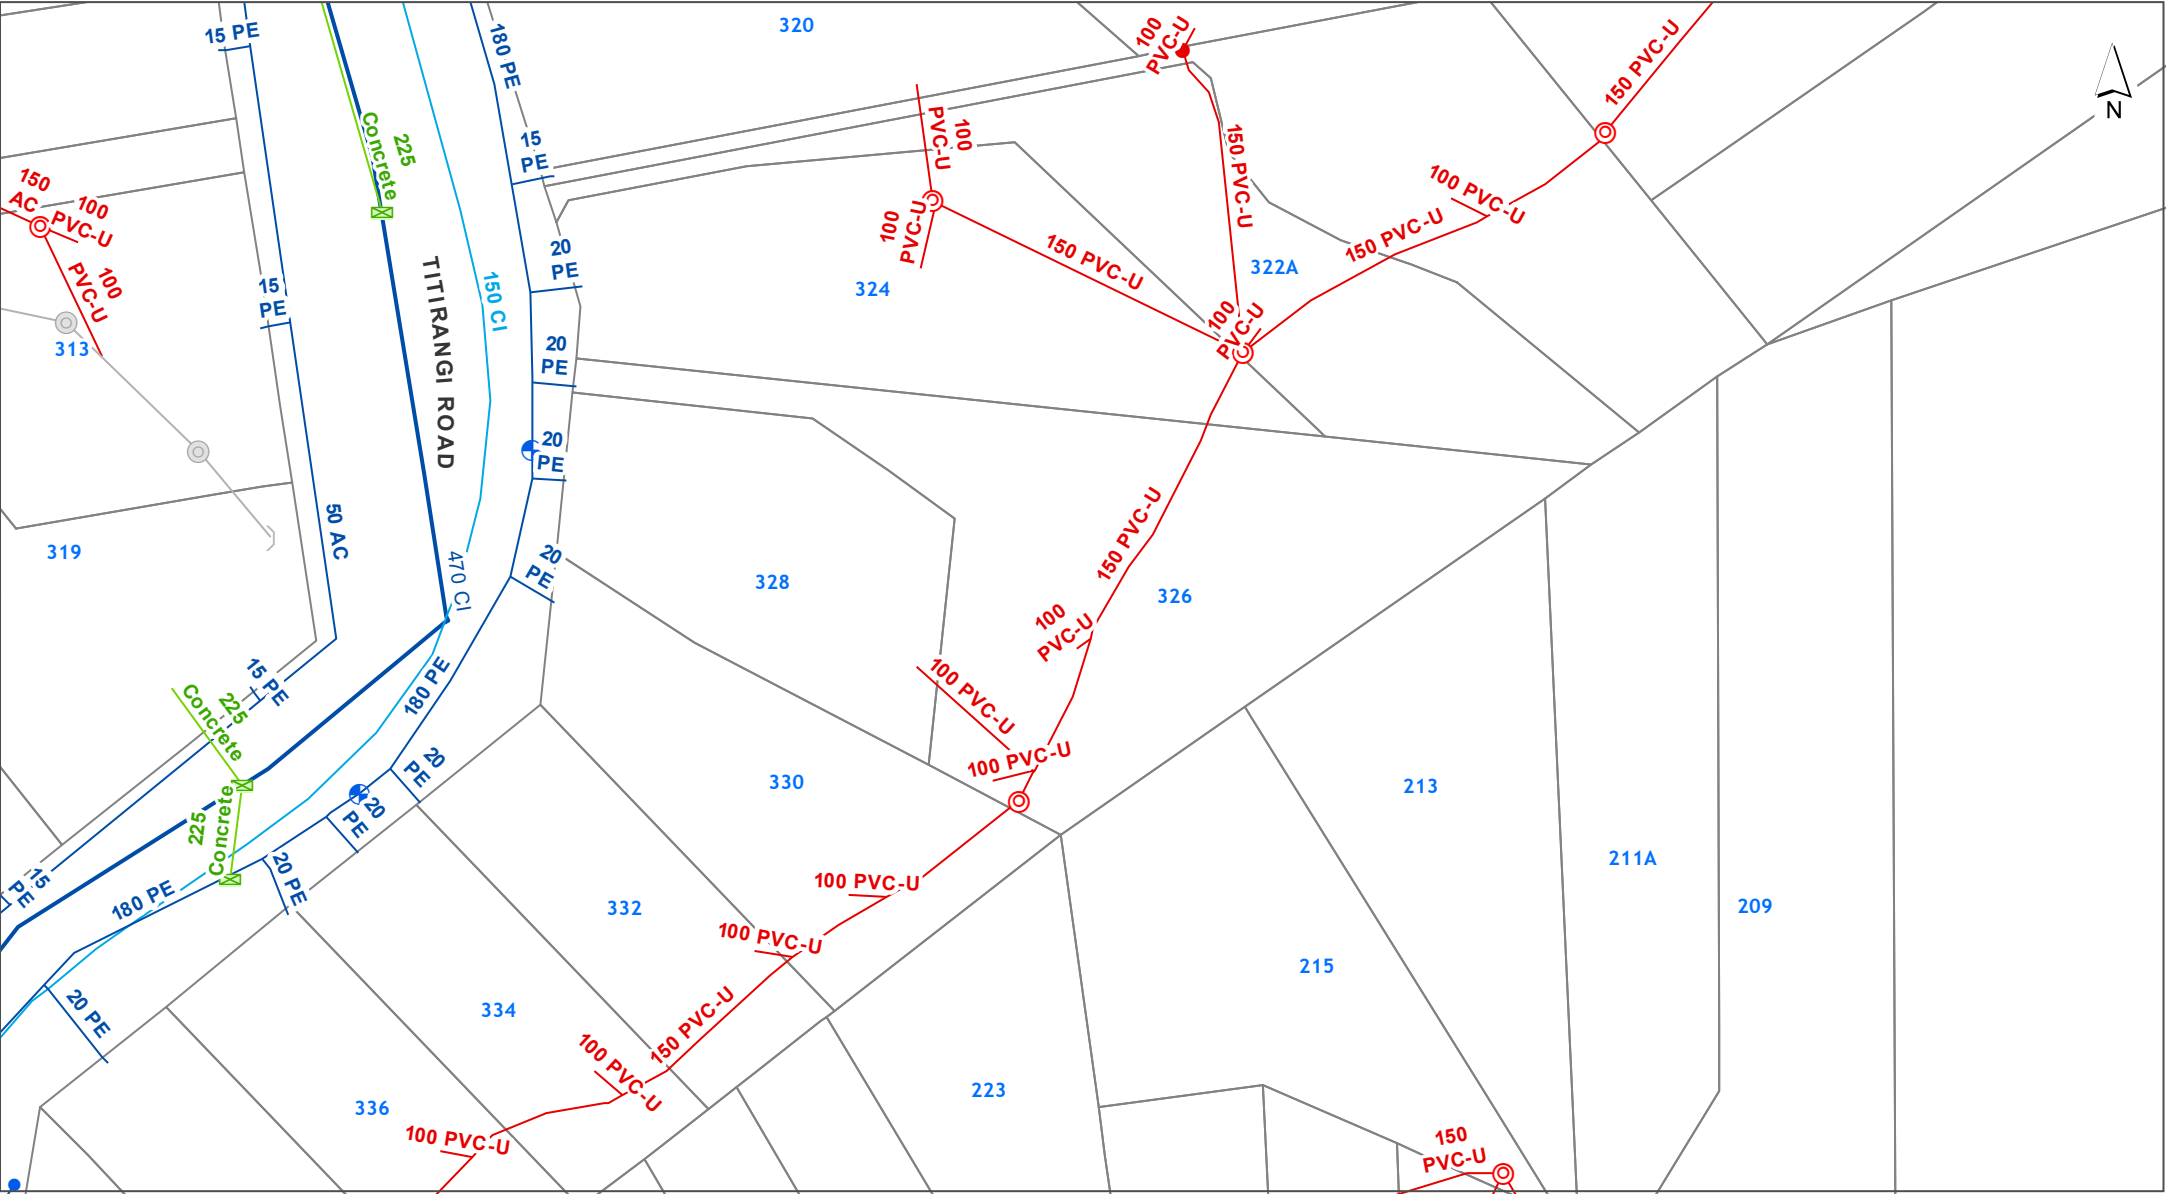 15 PE
180 PE
320
100
PVC-U
150 PVC-U
N
225
Concrete
15
PE
100
PVC-U
150
AC
100
PVC-U
100
PVC-U
150 PVC-U
100 PVC-U
100
PVC-U
150 PVC-U
20
PE
TITIRANGI ROAD
150 CI
150 PVC-U
322A
324
15
PE
313
100
PVC-U
20
PE
20
PE
50 AC
319
470 CI
20
PE
150 PVC-U
328
326
100
PVC-U
15 PE
180 PE
100 PVC-U
225
Concrete
100 PVC-U
20
PE
330
213
20
PE
225
Concrete
211A
15
PE
180 PE
20 PE
100 PVC-U
332
209
100 PVC-U
215
20 PE
334
150 PVC-U
100 PVC-U
223
336
100 PVC-U
150
PVC-U